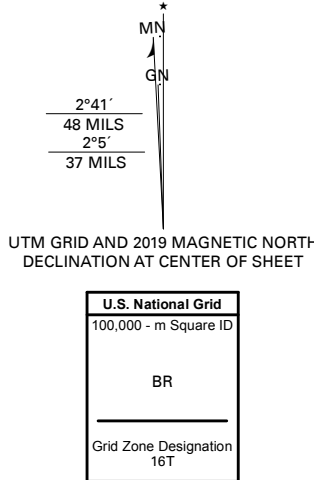 ★
MN
GN
2°41´
48 MILS
2°5´
37 MILS
UTM GRID AND 2019 MAGNETIC NORTH
DECLINATION AT CENTER OF SHEET
U.S. National Grid
100,000 - m Square ID
BR
Grid Zone Designation
16T